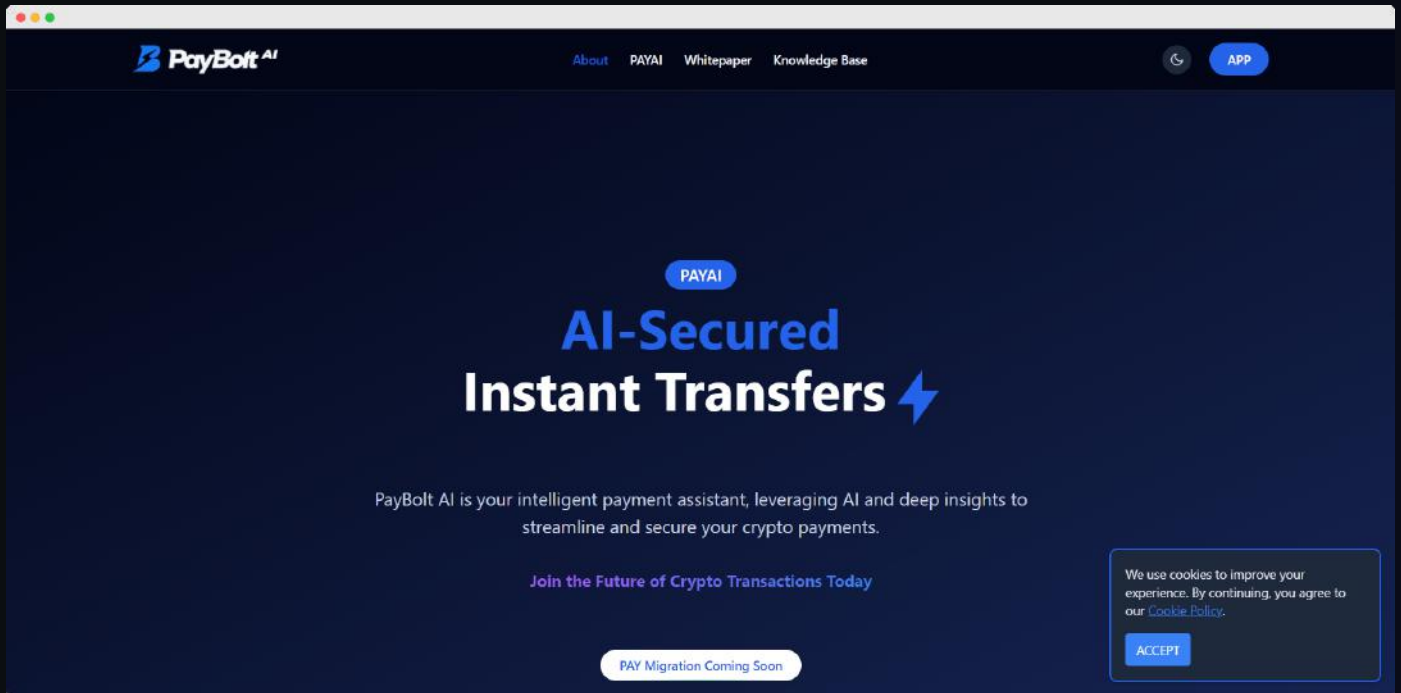 PayBolt AI
About PAYAI Whitepaper Knowledge Base
APP
PAYAI
AI-Secured
Instant Transfers
PayBolt AI is your intelligent payment assistant, leveraging AI and deep insights to
streamline and secure your crypto payments.
Join the Future of Crypto Transactions Today
PAY Migration Coming Soon
We use cookies to improve your
experience. By continuing, you agree to
our Cookie Policy.
ACCEPT